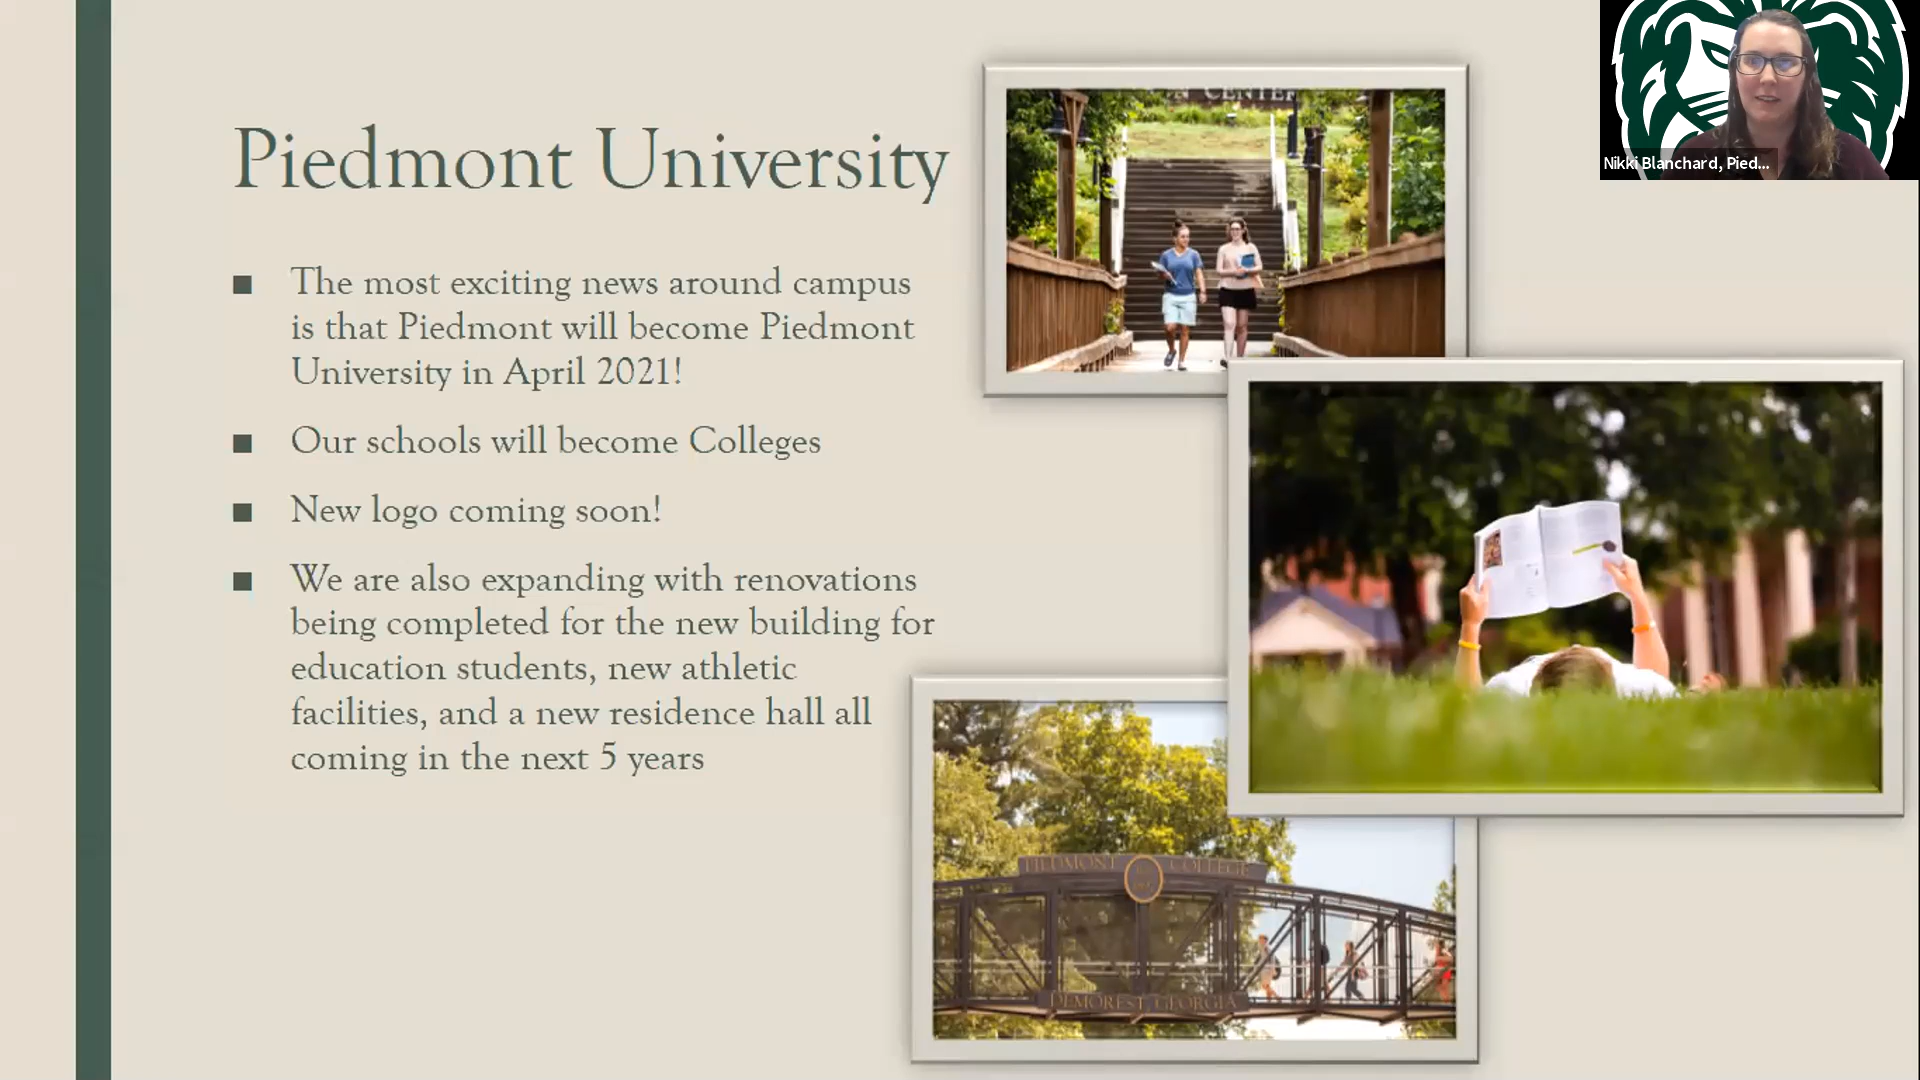 Piedmont University
■ The most exciting news around campus
is that Piedmont will become Piedmont
University in April 2021!
■ Our schools will become Colleges
■ New logo coming soon!
■ We are also expanding with renovations
being completed for the new building for
education students, new athletic
facilities, and a new residence hall all
coming in the next 5 years
CENTER
Nikki Blanchard, Pied...
PIEDMONT COLLEGE
DEMOREST, GEORGIA